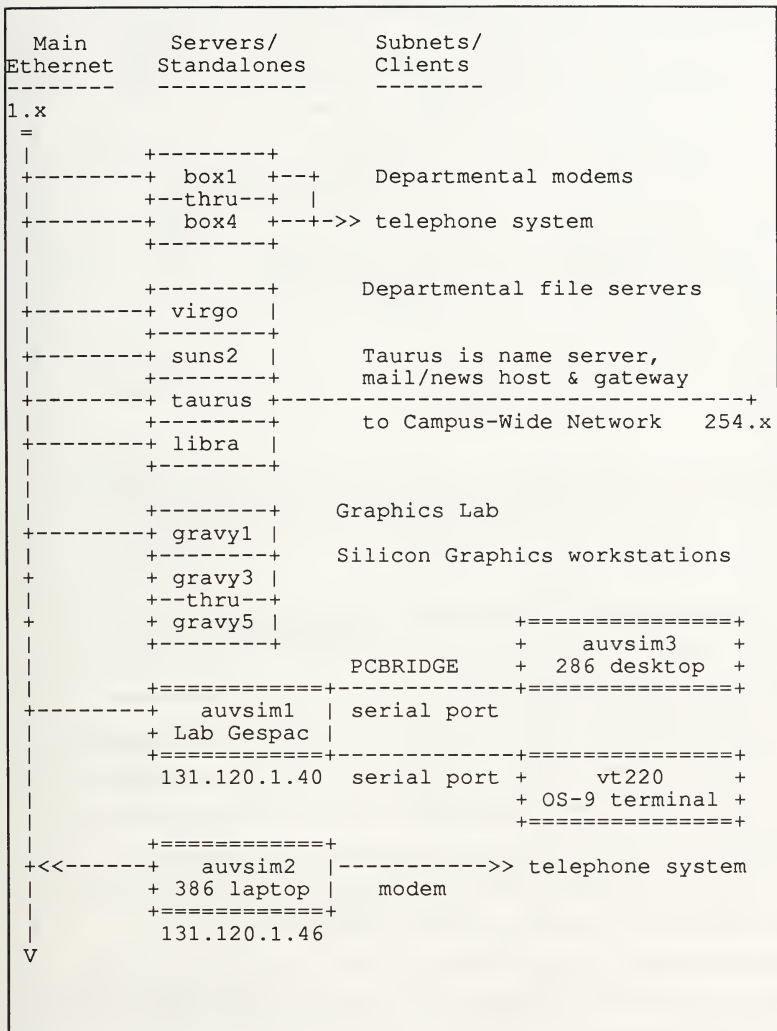 Main       Servers/         Subnets/
Ethernet    Standalones       Clients
--------    -----------       --------
1.x
 =
 |         +--------+
 +---------+  box1  +--+     Departmental modems
 |         +--thru--+  |
 +---------+  box4  +--+->> telephone system
 |         +--------+
 |
 |         +--------+       Departmental file servers
 +---------+ virgo  |
 |         +--------+
 +---------+ suns2  |       Taurus is name server,
 |         +--------+       mail/news host & gateway
 +---------+ taurus +----------------------------------+
 |         +--------+       to Campus-Wide Network   254.x
 +---------+ libra  |
 |         +--------+
 |
 |         +--------+     Graphics Lab
 +---------+ gravy1 |
 |         +--------+     Silicon Graphics workstations
 +         + gravy3 |
 |         +--thru--+
 +         + gravy5 |                  +===============+
 |         +--------+                  +    auvsim3    +
 |                          PCBRIDGE   +  286 desktop  +
 |         +============+--------------+===============+
 +---------+   auvsim1  | serial port
 |         + Lab Gespac |
 |         +============+--------------+===============+
 |          131.120.1.40  serial port  +     vt220     +
 |                                     + OS-9 terminal +
 |                                     +===============+
 |         +============+
 +<<-------+   auvsim2  |----------->> telephone system
 |         + 386 laptop |   modem
 |         +============+
 |          131.120.1.46
 V